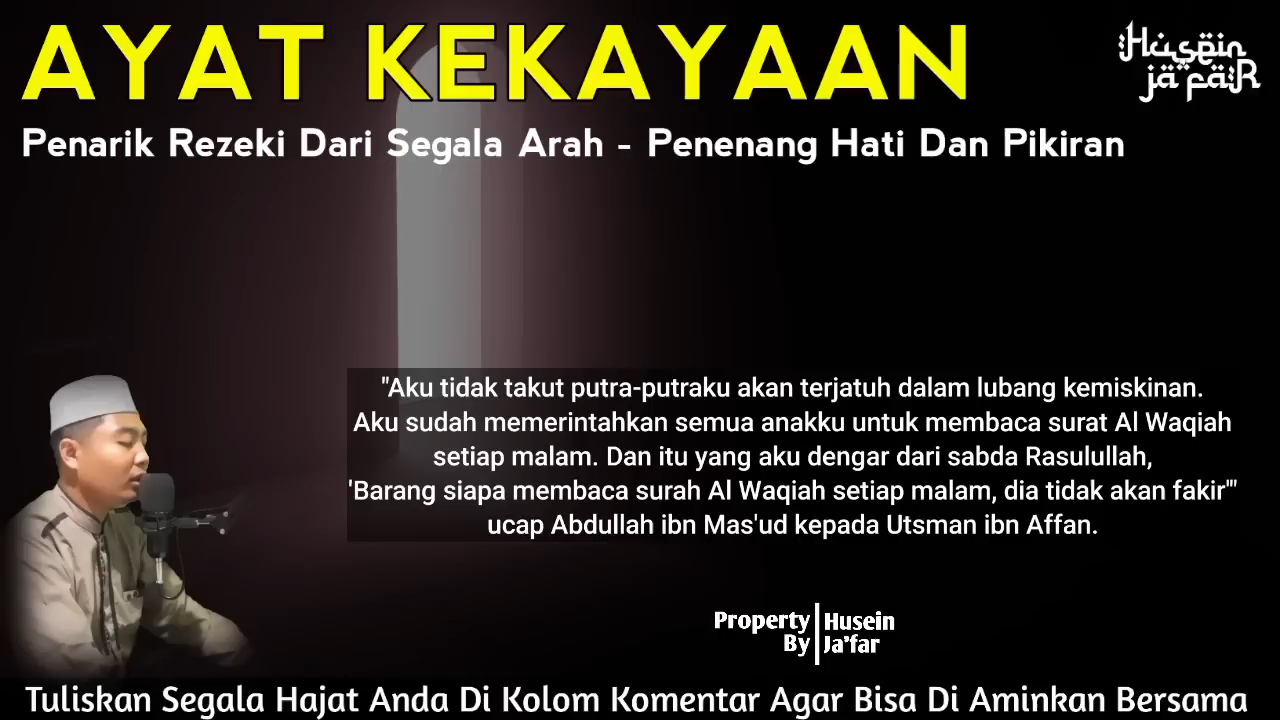 AYAT KEKAYAAN
Husein
ja'faR
Penarik Rezeki Dari Segala Arah - Penenang Hati Dan Pikiran
"Aku tidak takut putra-putraku akan terjatuh dalam lubang kemiskinan.
Aku sudah memerintahkan semua anakku untuk membaca surat Al Waqiah
setiap malam. Dan itu yang aku dengar dari sabda Rasulullah,
'Barang siapa membaca surah Al Waqiah setiap malam, dia tidak akan fakir'"
ucap Abdullah ibn Mas'ud kepada Utsman ibn Affan.
Property Husein
By Ja'far
Tuliskan Segala Hajat Anda Di Kolom Komentar Agar Bisa Di Aminkan Bersama